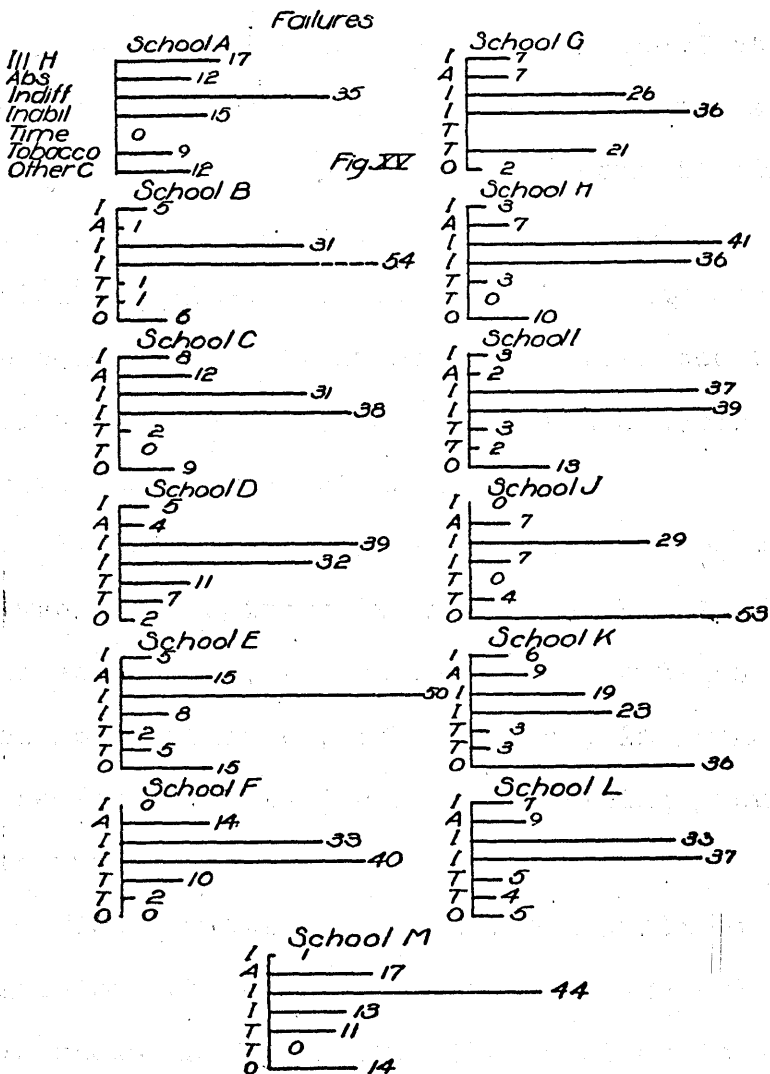 Failures
School A
Ill H 17
Abs 12
Indiff 35
Inabil 15
Time 0
Tobacco 9
Other C 12
Fig XV
School B
I 5
A 1
I 31
I 54
T 1
T 1
O 6
School C
I 8
A 12
I 31
I 38
T 2
T 0
O 9
School D
I 5
A 4
I 39
I 32
T 11
T 7
O 2
School E
I 5
A 15
I 50
I 8
T 2
T 5
O 15
School F
I 0
A 14
I 33
I 40
T 10
T 2
O 0
School G
I 7
A 7
I 26
I 36
T
T 21
O 2
School H
I 3
A 7
I 41
I 36
T 3
T 0
O 10
School I
I 3
A 2
I 37
I 39
T 3
T 2
O 13
School J
I 0
A 7
I 29
I 7
T 0
T 4
O 53
School K
I 6
A 9
I 19
I 23
T 3
T 3
O 36
School L
I 7
A 9
I 33
I 37
T 5
T 4
O 5
School M
I 1
A 17
I 44
I 13
T 11
T 0
O 14